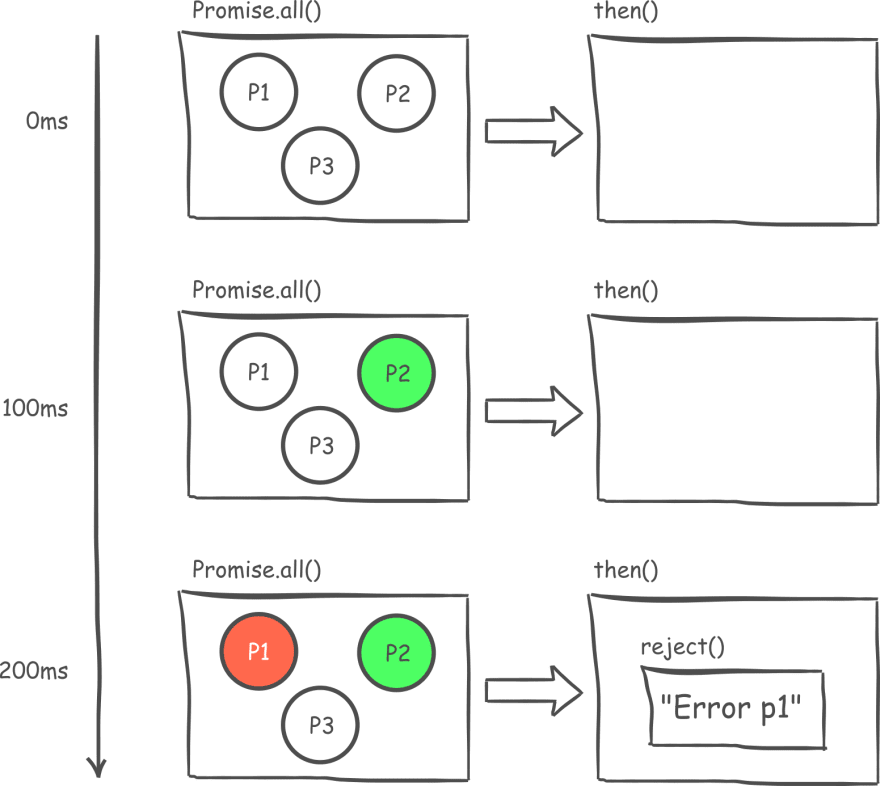 Promise.all()
then()
0ms
P1
P2
P3
Promise.all()
then()
100ms
P1
P2
P3
Promise.all()
then()
200ms
P1
P2
P3
reject()
"Error p1"